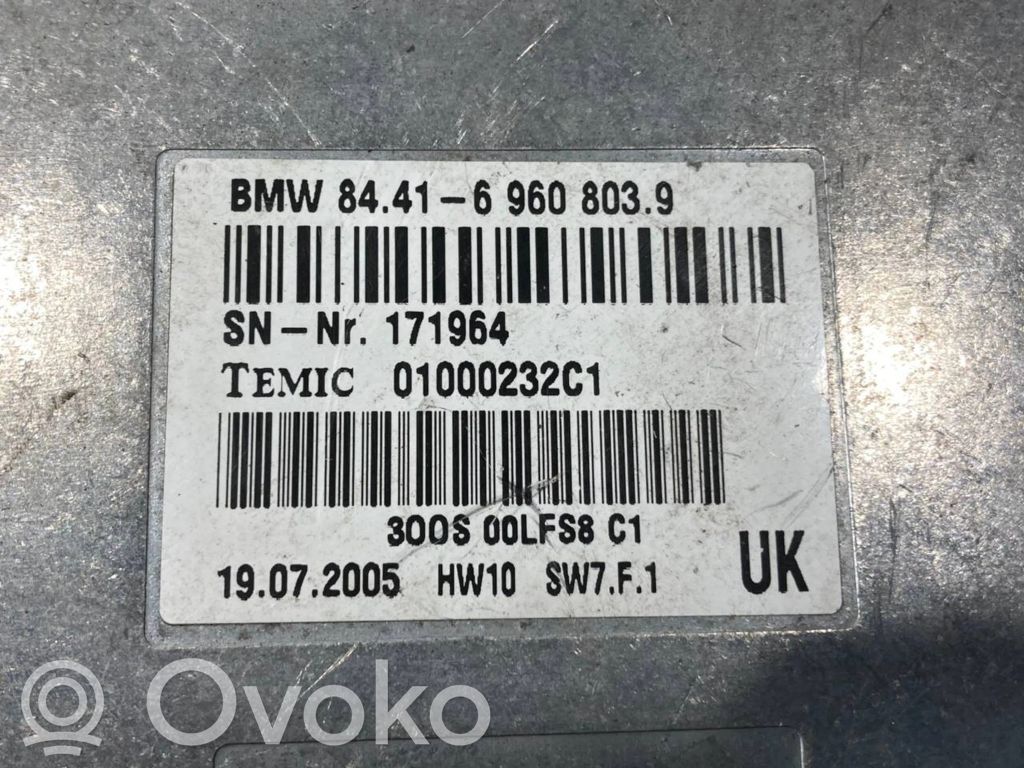 BMW 84.41-6 960 803.9
SN-Nr. 171964
TEMIC 01000232C1
300S 00LFS8 C1
19.07.2005 HW10 SW7.F.1 UK
Ovoko